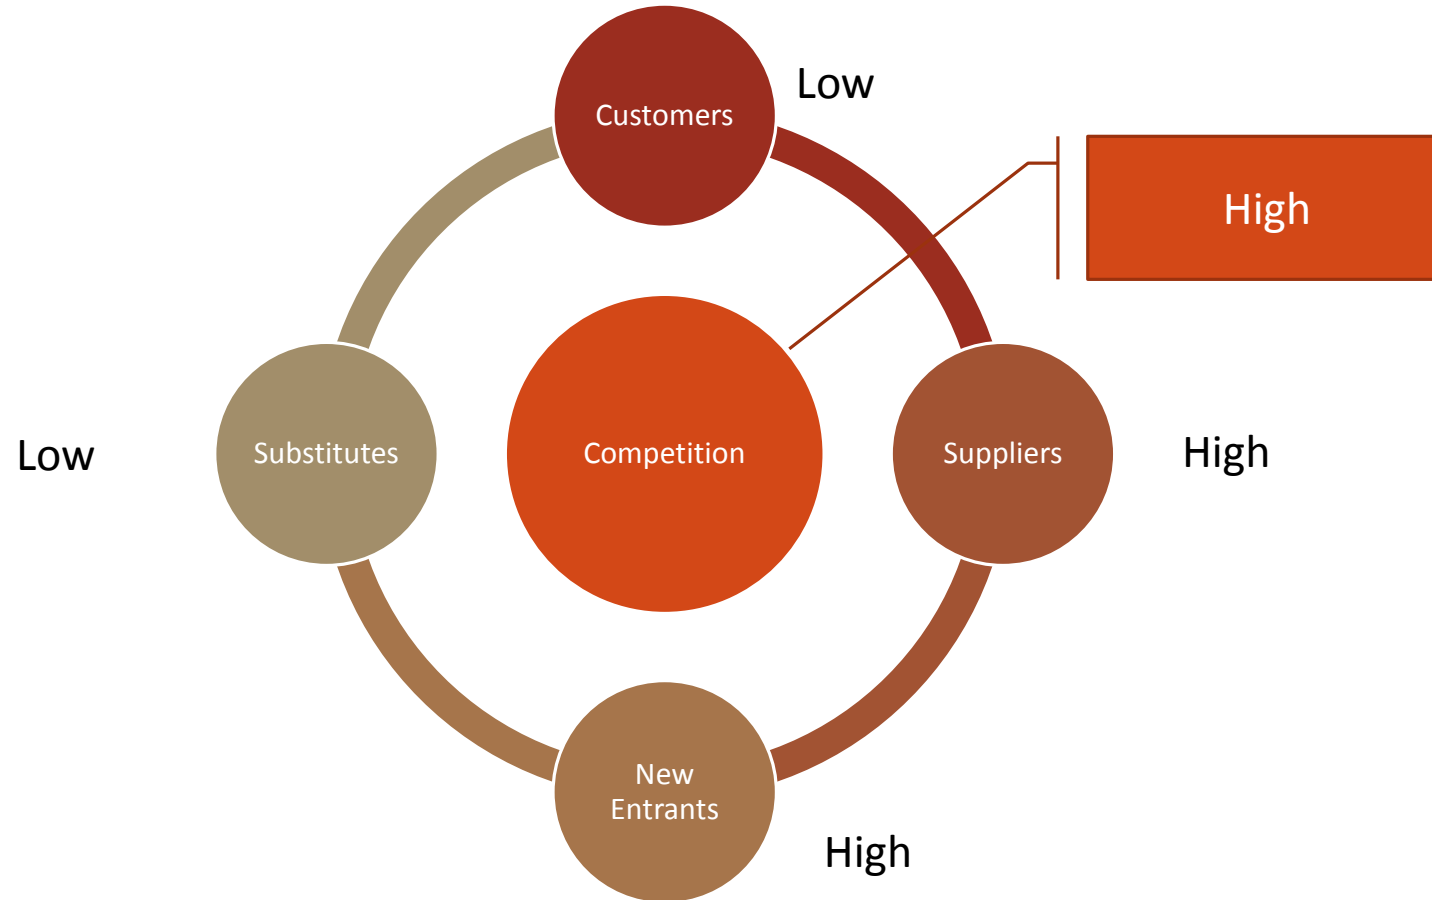 Customers
Low
High
Low
Substitutes
Competition
Suppliers
High
New
Entrants
High